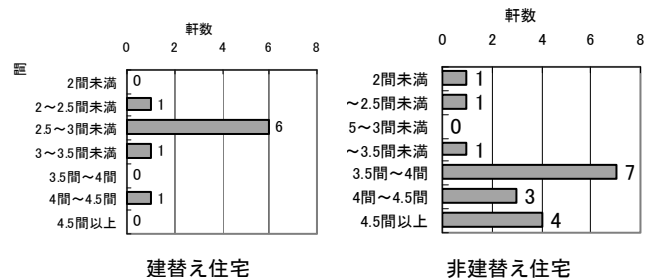 軒数
0 2 4 6 8
間
2間未満 0
2～2.5間未満 1
2.5～3間未満 6
3～3.5間未満 1
3.5間～4間 0
4間～4.5間 1
4.5間以上 0
建替え住宅
軒数
0 2 4 6 8
2間未満 1
～2.5間未満 1
5～3間未満 0
～3.5間未満 1
3.5間～4間 7
4間～4.5間 3
4.5間以上 4
非建替え住宅